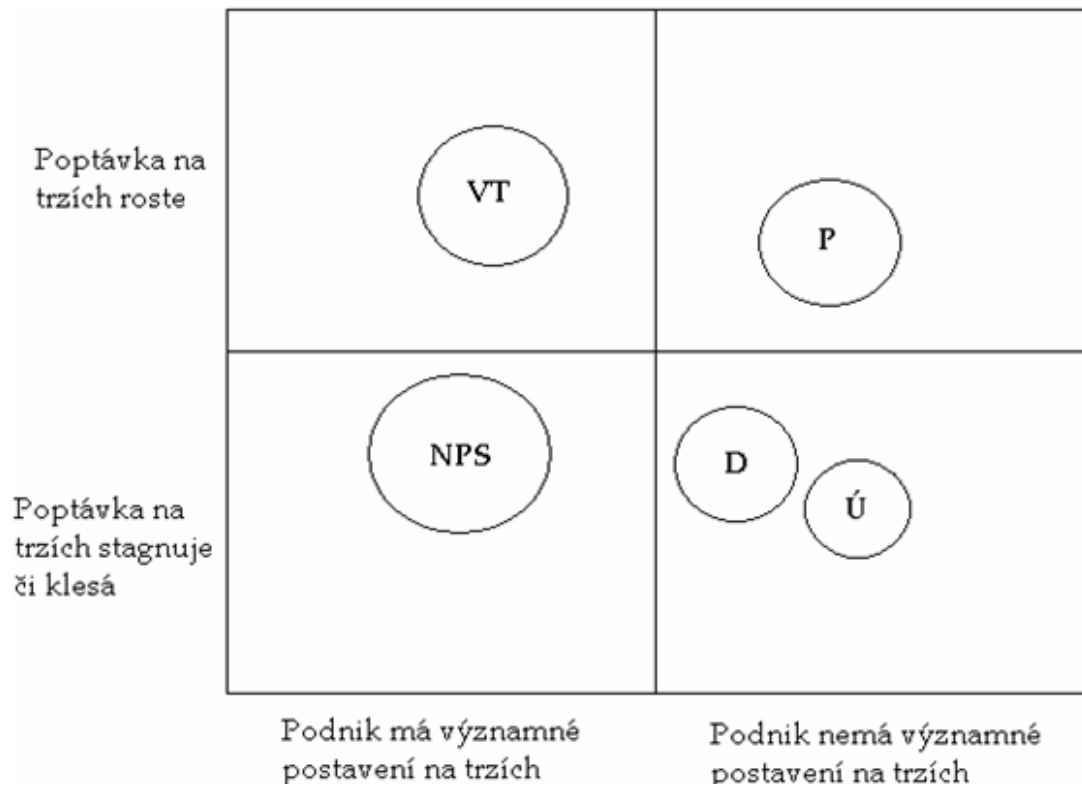 Poptávka na
trzích roste
VT
P
NPS
D
Ú
Poptávka na
trzích stagnuje
či klesá
Podnik má významné
postavení na trzích
Podnik nemá významné
postavení na trzích